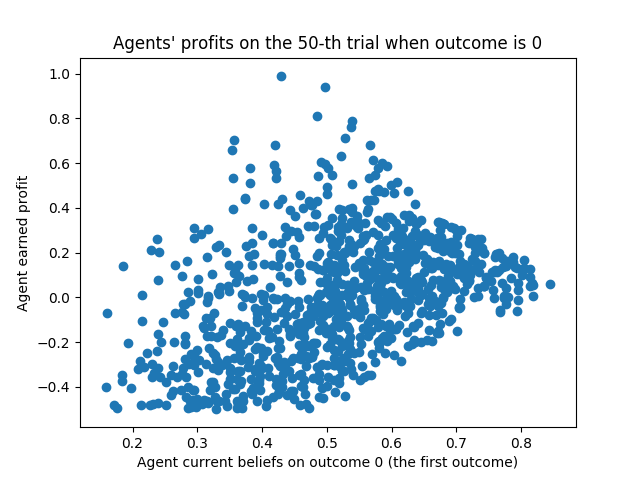 Agents' profits on the 50-th trial when outcome is 0
1.0
0.8
0.6
0.4
0.2
0.0
−0.2
−0.4
Agent earned profit
0.2 0.3 0.4 0.5 0.6 0.7 0.8
Agent current beliefs on outcome 0 (the first outcome)